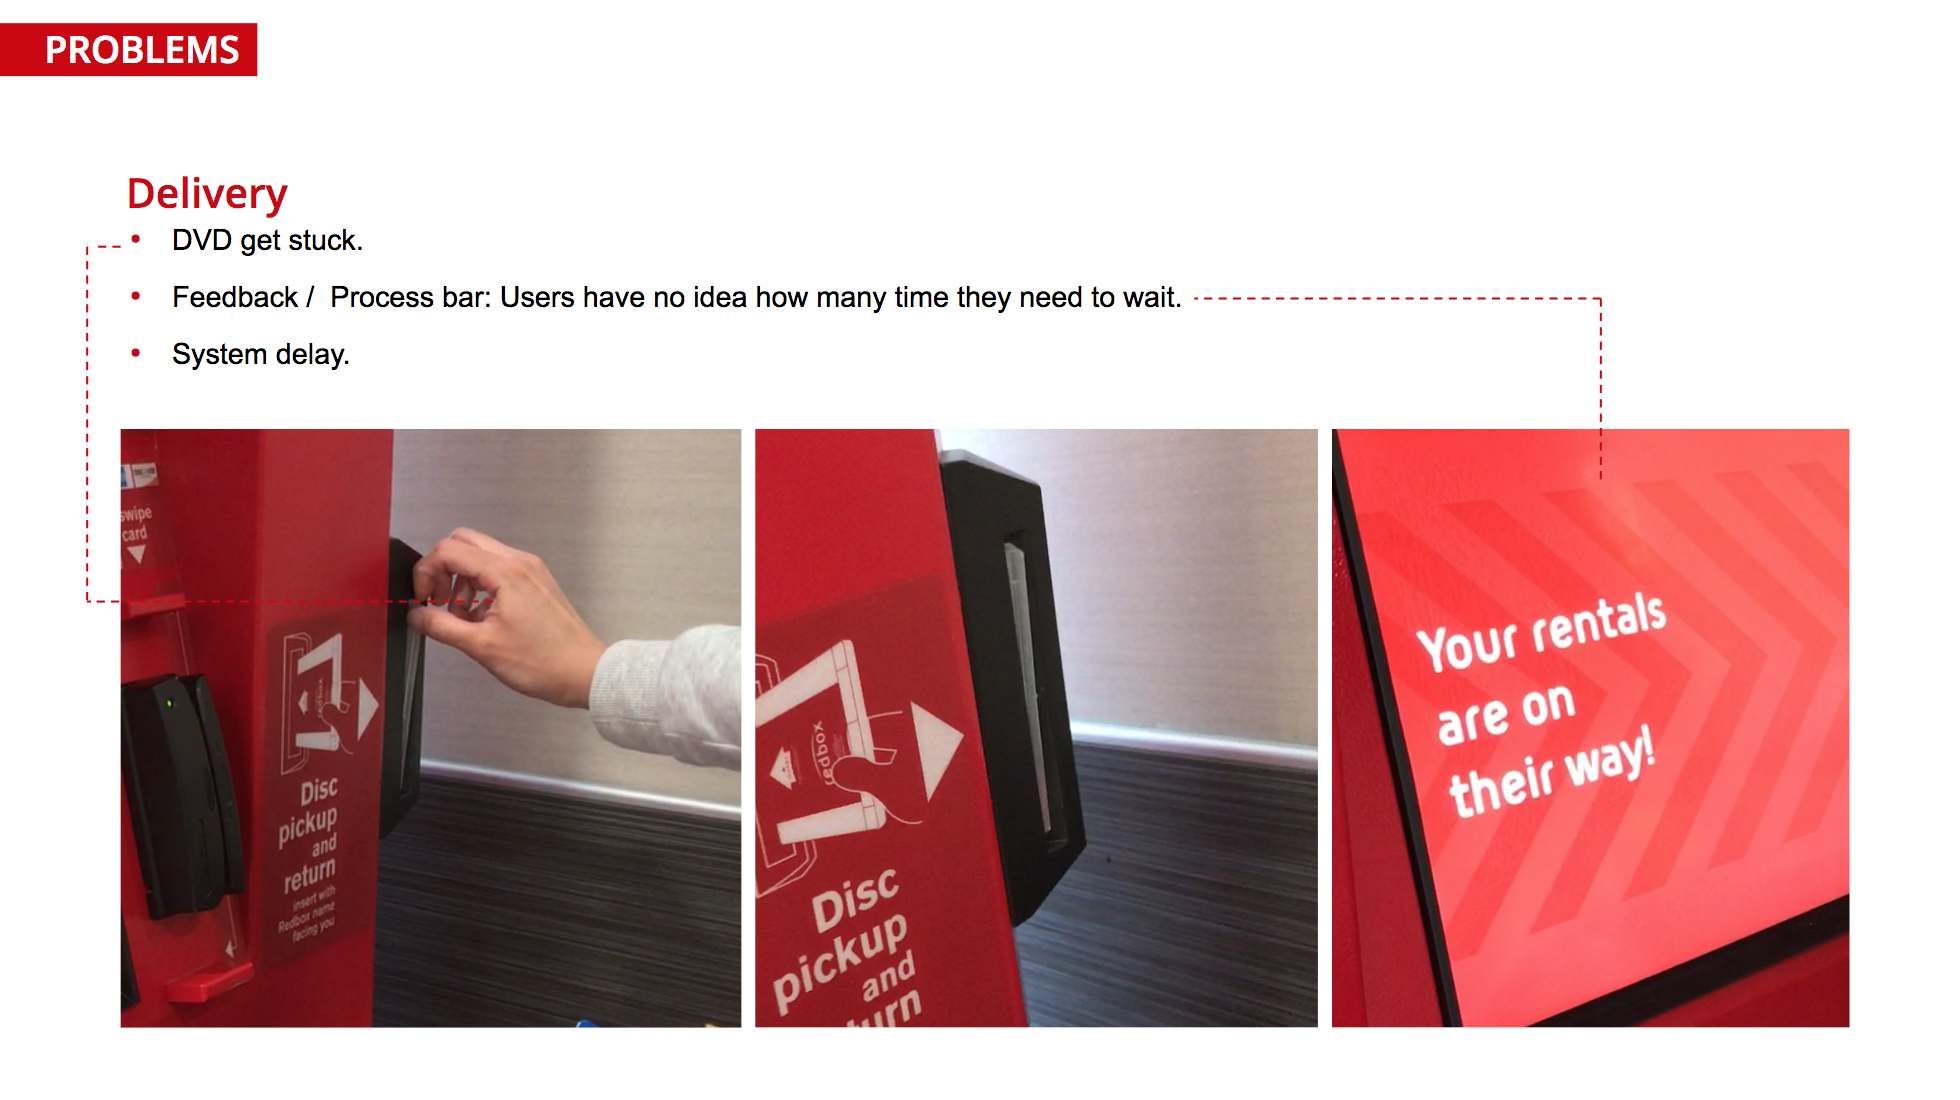 PROBLEMS
Delivery
• DVD get stuck.
• Feedback /  Process bar: Users have no idea how many time they need to wait.
• System delay.
swipe
card
redbox
Disc
pickup
and
return
insert with
Redbox name
facing you
redbox
Disc
pickup
and
urn
Your rentals
are on
their way!